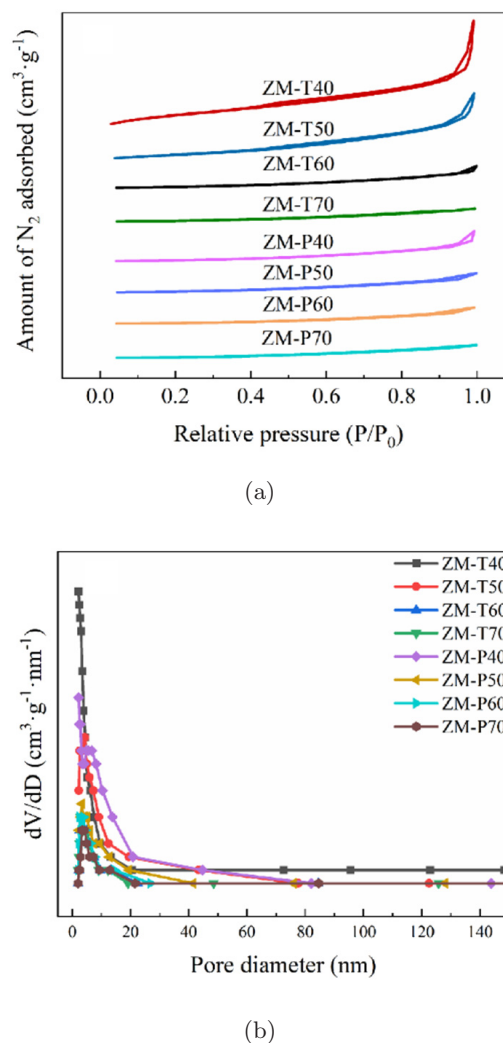 Amount of N₂ adsorbed (cm³·g⁻¹)
ZM-T40
ZM-T50
ZM-T60
ZM-T70
ZM-P40
ZM-P50
ZM-P60
ZM-P70
0.0 0.2 0.4 0.6 0.8 1.0
Relative pressure (P/P₀)
(a)
dV/dD (cm³·g⁻¹·nm⁻¹)
ZM-T40
ZM-T50
ZM-T60
ZM-T70
ZM-P40
ZM-P50
ZM-P60
ZM-P70
0 20 40 60 80 100 120 140
Pore diameter (nm)
(b)